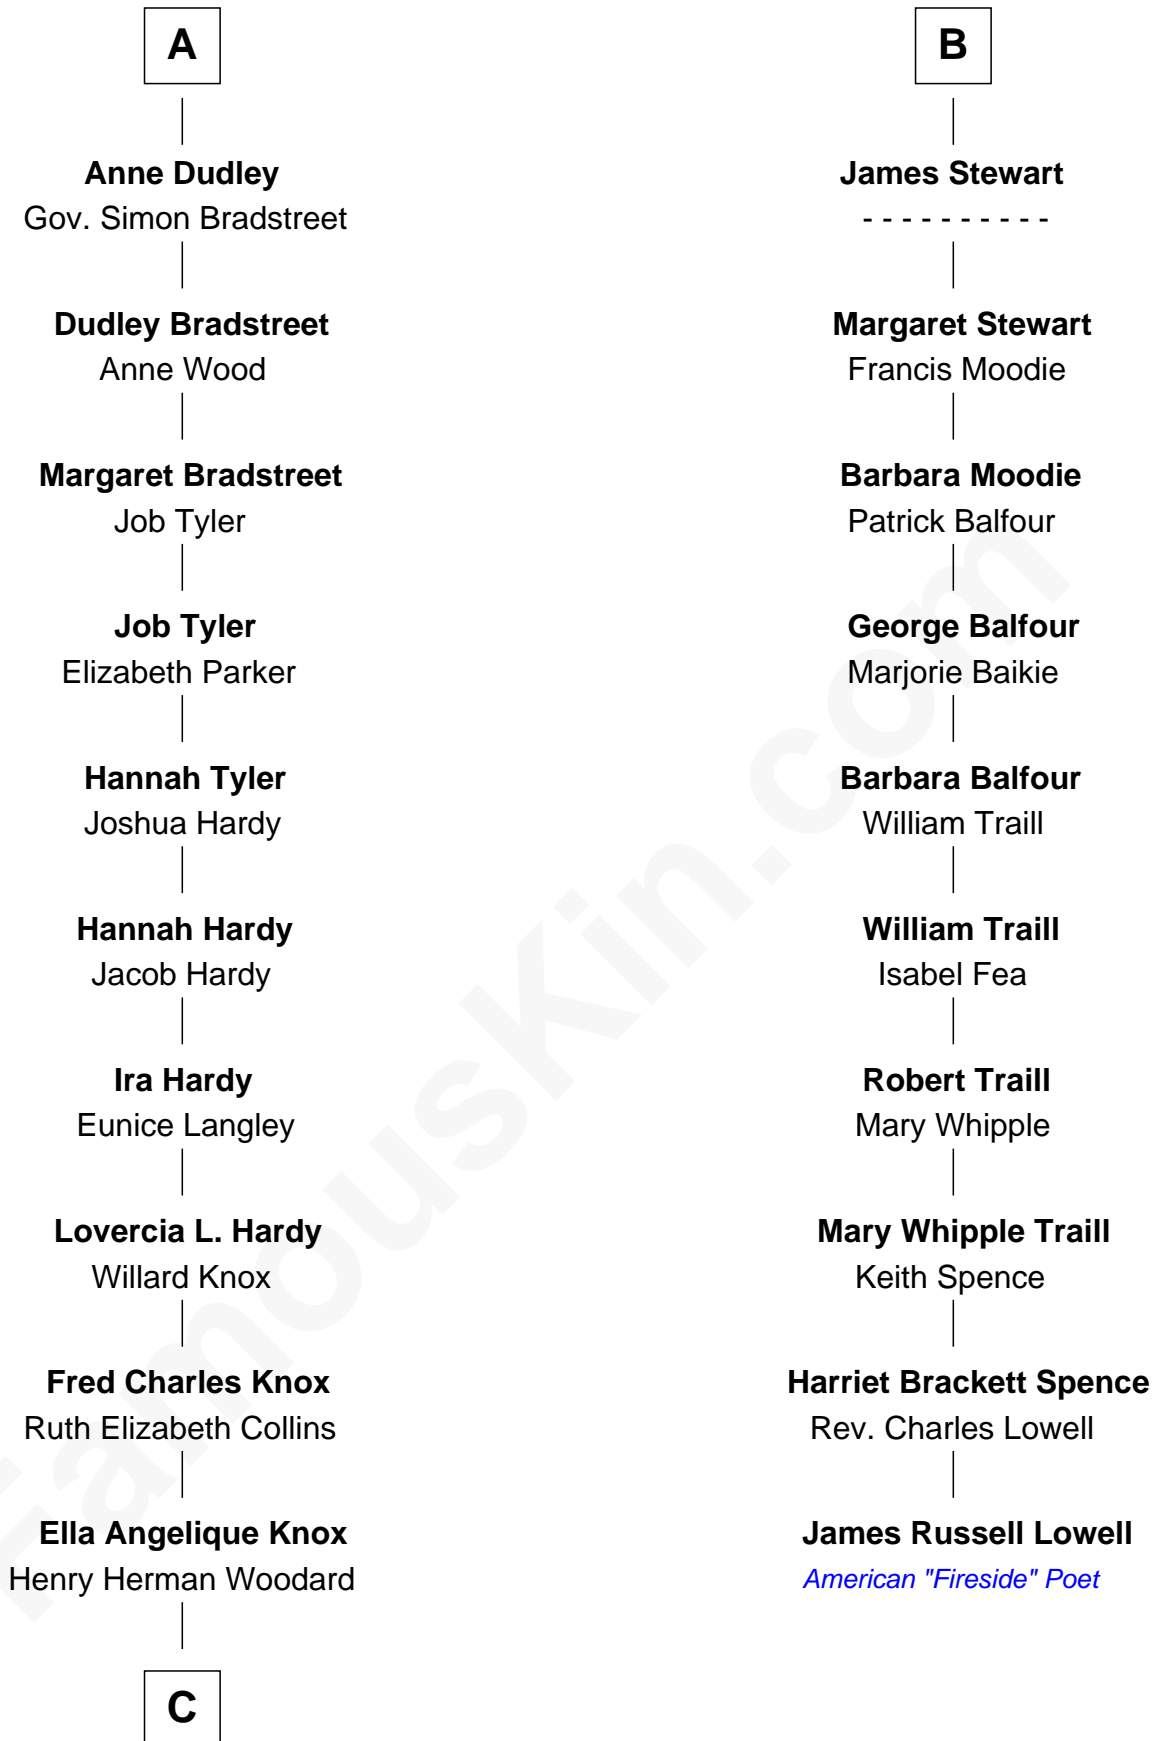 A
Anne Dudley
Gov. Simon Bradstreet
Dudley Bradstreet
Anne Wood
Margaret Bradstreet
Job Tyler
Job Tyler
Elizabeth Parker
Hannah Tyler
Joshua Hardy
Hannah Hardy
Jacob Hardy
Ira Hardy
Eunice Langley
Lovercia L. Hardy
Willard Knox
Fred Charles Knox
Ruth Elizabeth Collins
Ella Angelique Knox
Henry Herman Woodard
C
B
James Stewart
- - - - - - - - - -
Margaret Stewart
Francis Moodie
Barbara Moodie
Patrick Balfour
George Balfour
Marjorie Baikie
Barbara Balfour
William Traill
William Traill
Isabel Fea
Robert Traill
Mary Whipple
Mary Whipple Traill
Keith Spence
Harriet Brackett Spence
Rev. Charles Lowell
James Russell Lowell
American "Fireside" Poet
FamousKin.com